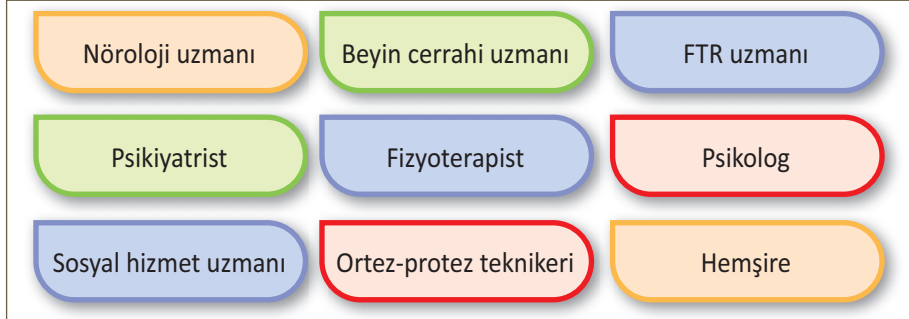 Nöroloji uzmanı
Beyin cerrahi uzmanı
FTR uzmanı
Psikiyatrist
Fizyoterapist
Psikolog
Sosyal hizmet uzmanı
Ortez-protez teknikeri
Hemşire